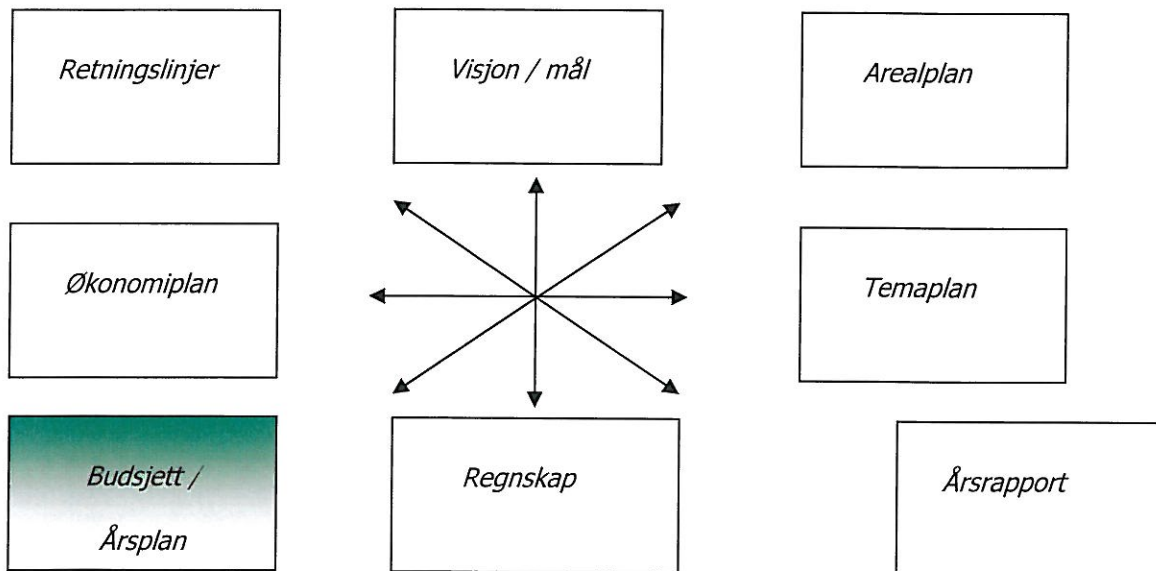 Retningslinjer
Visjon / mål
Arealplan
Økonomiplan
Temaplan
Budsjett /
Årsplan
Regnskap
Årsrapport